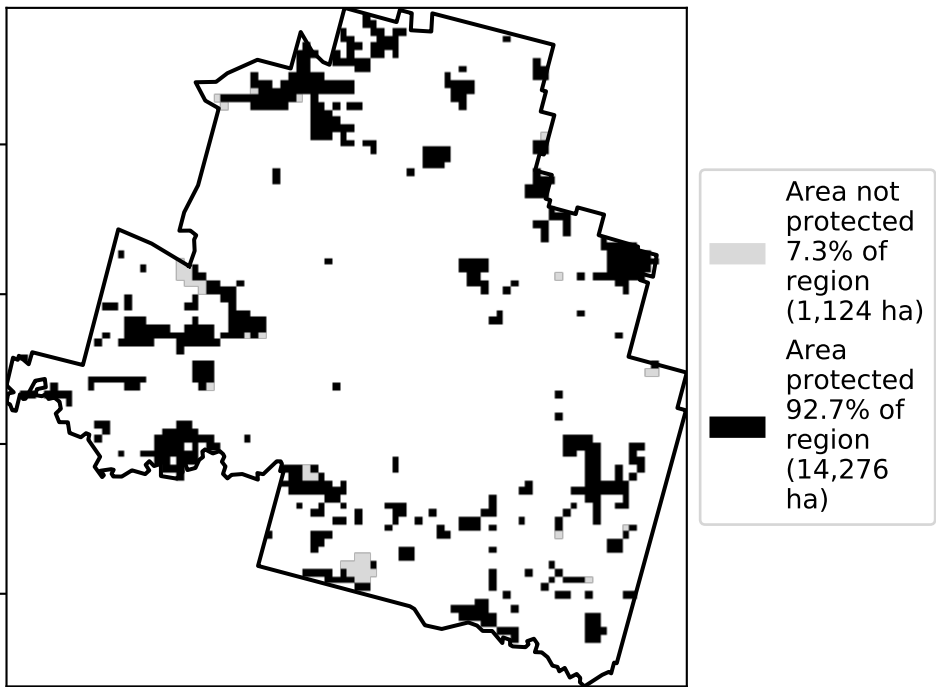 Area not
protected
7.3% of
region
(1,124 ha)
Area
protected
92.7% of
region
(14,276
ha)